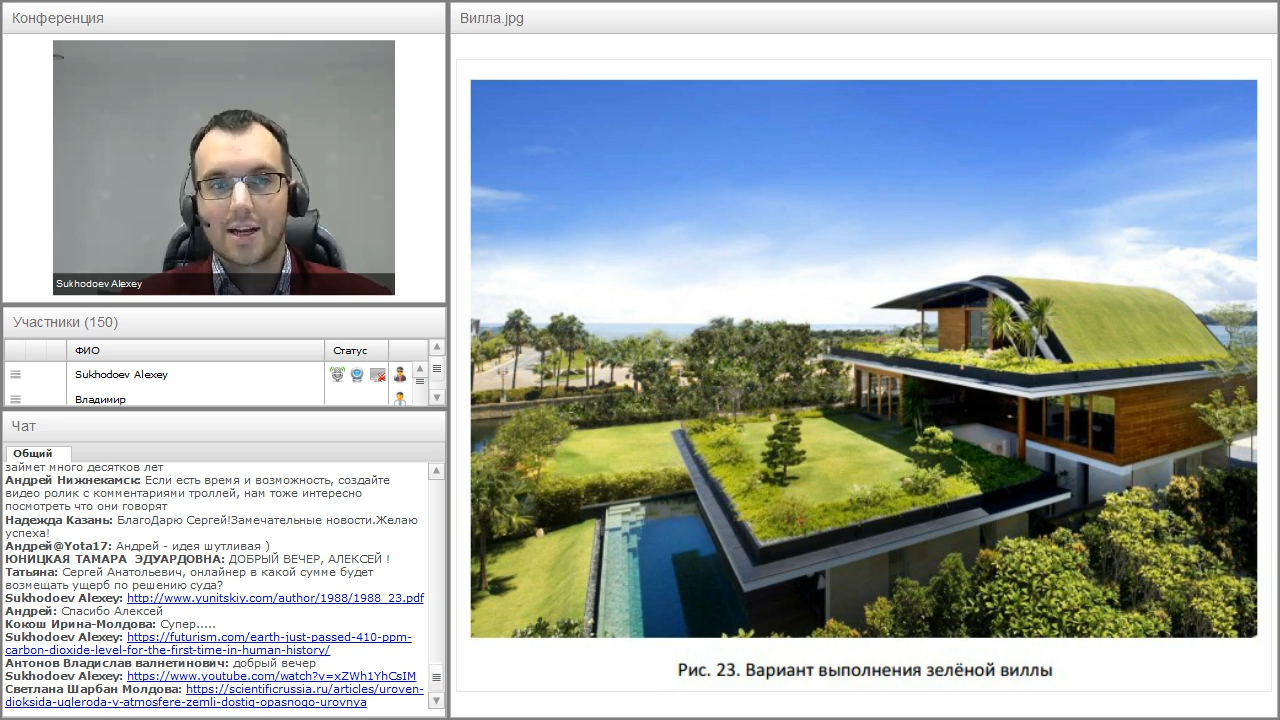 Конференция
Sukhodoev Alexey
Участники (150)
ФИО
Статус
Sukhodoev Alexey
Владимир
Чат
Общий
займет много десятков лет
Андрей Нижнекамск: Если есть время и возможность, создайте
видео ролик с комментариями троллей, нам тоже интересно
посмотреть что они говорят
Надежда Казань: БлагоДарю Сергей!Замечательные новости.Желаю
успеха!
Андрей@Yota17: Андрей - идея шутливая )
ЮНИЦКАЯ ТАМАРА ЭДУАРДОВНА: ДОБРЫЙ ВЕЧЕР, АЛЕКСЕЙ !
Татьяна: Сергей Анатольевич, онлайнер в какой сумме будет
возмещать ущерб по решению суда?
Sukhodoev Alexey: http://www.yunitskiy.com/author/1988/1988_23.pdf
Андрей: Спасибо Алексей
Кокош Ирина-Молдова: Супер.....
Sukhodoev Alexey: https://futurism.com/earth-just-passed-410-ppm-
carbon-dioxide-level-for-the-first-time-in-human-history/
Антонов Владислав валнетинович: добрый вечер
Sukhodoev Alexey: https://www.youtube.com/watch?v=xZWh1YhCsIM
Светлана Шарбан Молдова: https://scientificrussia.ru/articles/uroven-
dioksida-ugleroda-v-atmosfere-zemli-dostig-opasnogo-urovnya
Вилла.jpg
Рис. 23. Вариант выполнения зелёной виллы